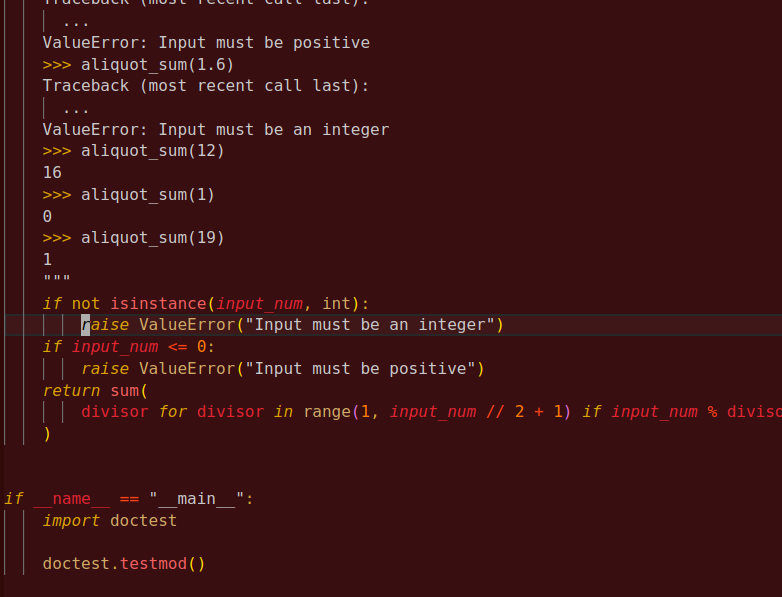 Traceback (most recent call last):
...
ValueError: Input must be positive
>>> aliquot_sum(1.6)
Traceback (most recent call last):
...
ValueError: Input must be an integer
>>> aliquot_sum(12)
16
>>> aliquot_sum(1)
0
>>> aliquot_sum(19)
1
"""
if not isinstance(input_num, int):
raise ValueError("Input must be an integer")
if input_num <= 0:
raise ValueError("Input must be positive")
return sum(
divisor for divisor in range(1, input_num // 2 + 1) if input_num % diviso
)
if __name__ == "__main__":
import doctest
doctest.testmod()